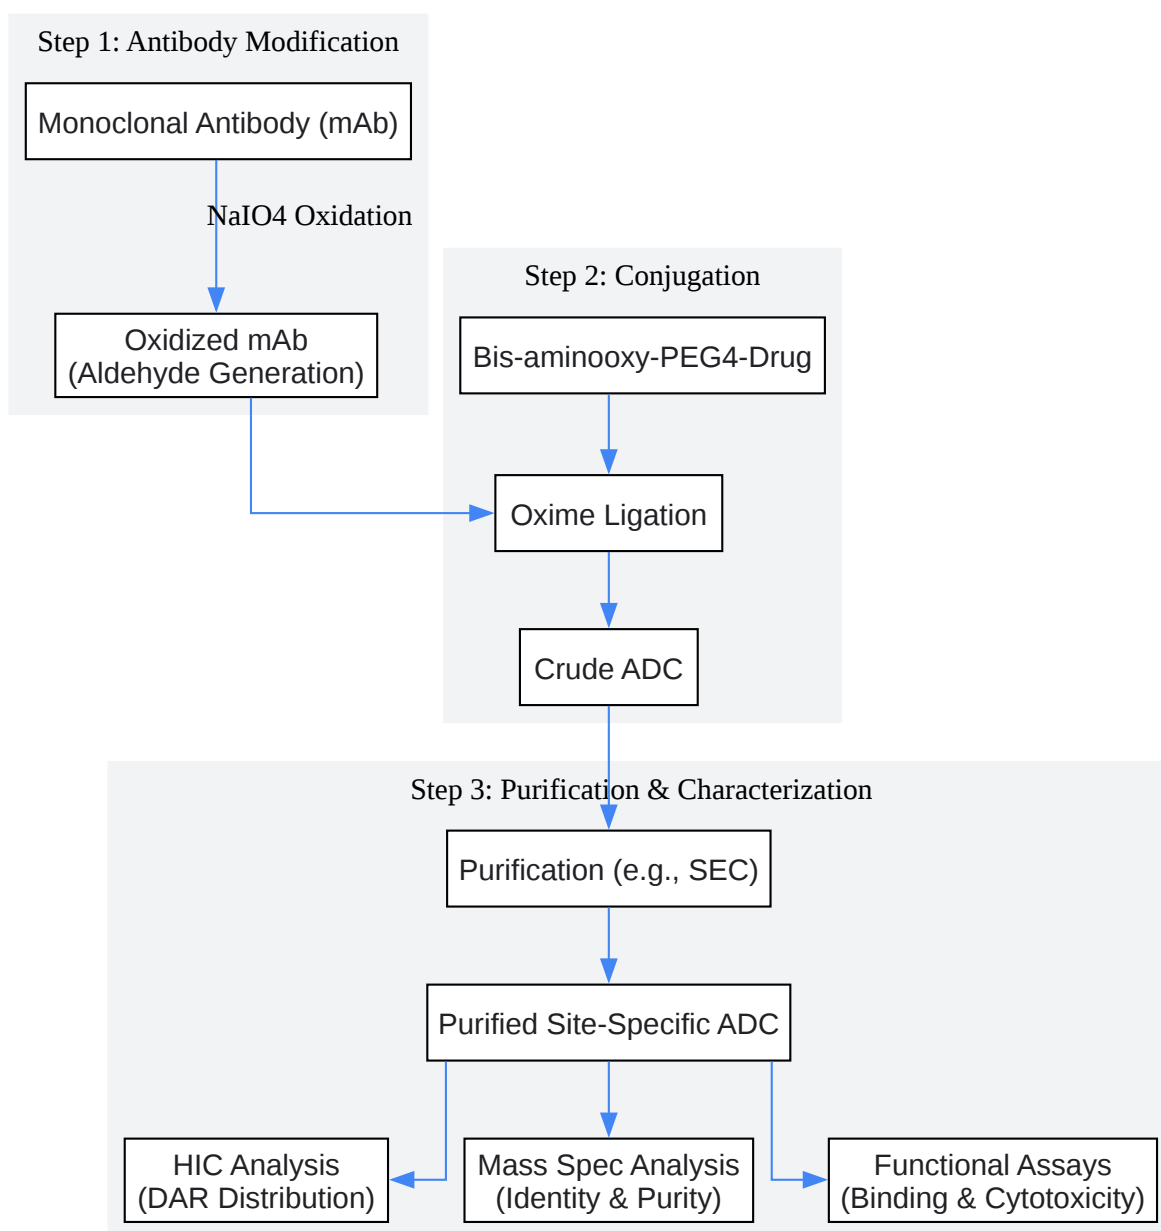 Step 1: Antibody Modification
Monoclonal Antibody (mAb)
NaIO4 Oxidation
Oxidized mAb
(Aldehyde Generation)
Step 2: Conjugation
Bis-aminooxy-PEG4-Drug
Oxime Ligation
Crude ADC
Step 3: Purification & Characterization
Purification (e.g., SEC)
Purified Site-Specific ADC
HIC Analysis
(DAR Distribution)
Mass Spec Analysis
(Identity & Purity)
Functional Assays
(Binding & Cytotoxicity)